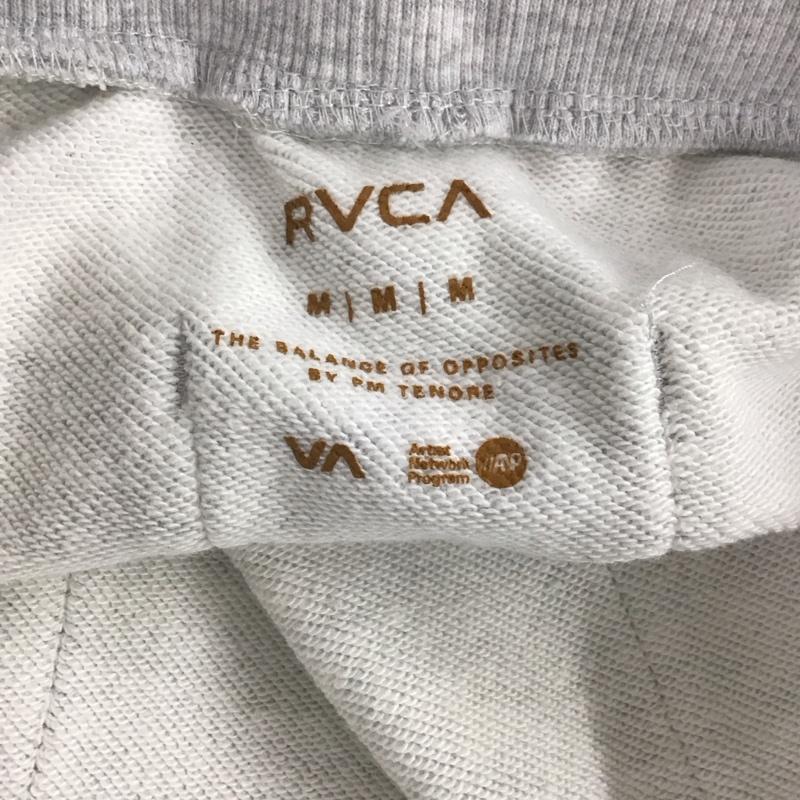 RVCA
M | M | M
THE BALANCE OF OPPOSITES
BY PM TENORE
VA
Artist
Network
Program
ANP